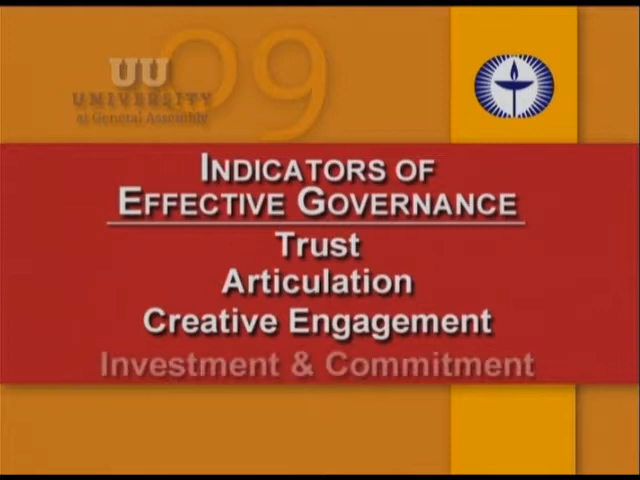 09
UU
UNIVERSITY
at General Assembly
INDICATORS OF
EFFECTIVE GOVERNANCE
Trust
Articulation
Creative Engagement
Investment & Commitment